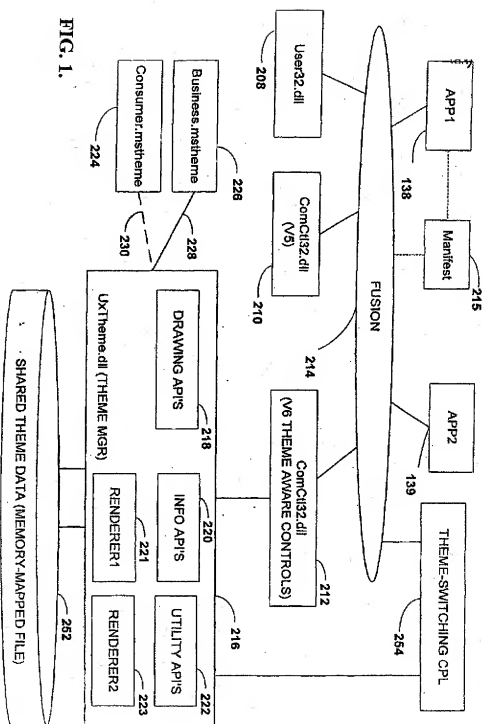 APP1
138
Manifest
215
APP2
139
THEME-SWITCHING CPL
254
FUSION
214
User32.dll
208
ComCtl32.dll
(V5)
210
ComCtl32.dll
(V6 THEME AWARE CONTROLS)
212
Business.mstheme
226
Consumer.mstheme
224
228
230
216
DRAWING API'S
218
INFO API'S
220
UTILITY API'S
222
RENDERER1
221
RENDERER2
223
UxTheme.dll (THEME MGR)
SHARED THEME DATA (MEMORY-MAPPED FILE)
252
FIG. 1.